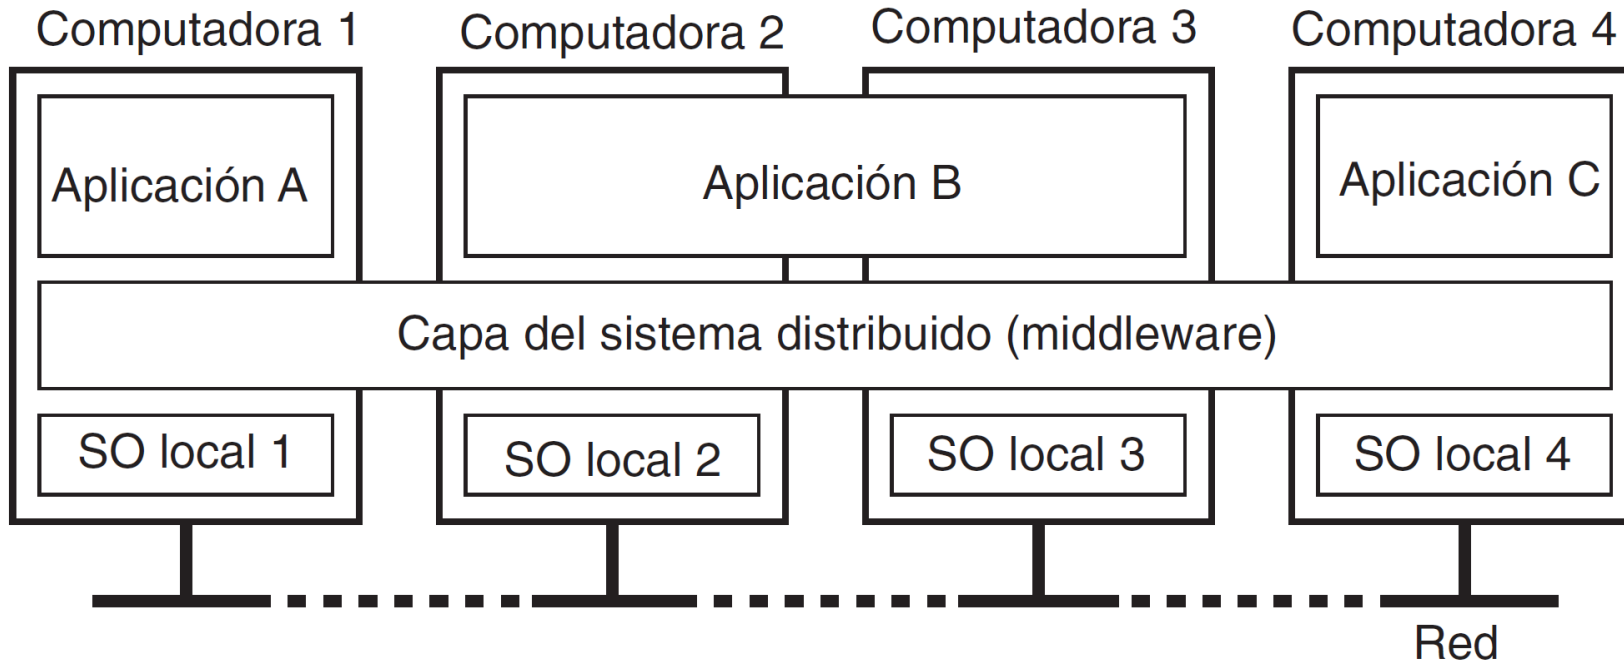 Computadora 1
Computadora 2
Computadora 3
Computadora 4
Aplicación A
Aplicación B
Aplicación C
Capa del sistema distribuido (middleware)
SO local 1
SO local 2
SO local 3
SO local 4
Red